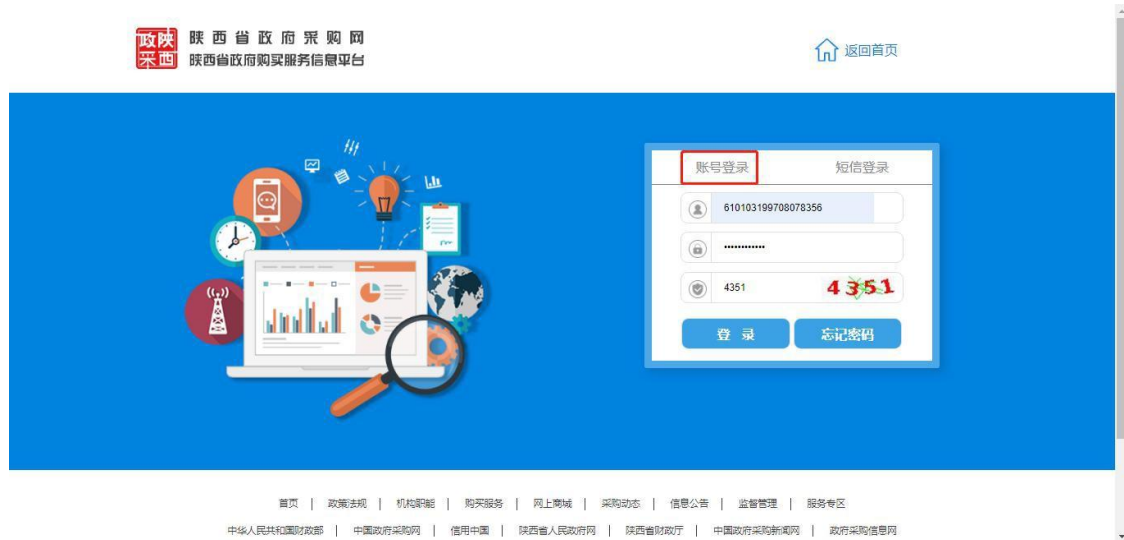 政陕
采西
陕西省政府采购网
陕西省政府购买服务信息平台
返回首页
账号登录 短信登录
610103199708078356
••••••••••••
4351 4351
登 录 忘记密码
首页 | 政策法规 | 机构职能 | 购买服务 | 网上商城 | 采购动态 | 信息公告 | 监督管理 | 服务专区
中华人民共和国财政部 | 中国政府采购网 | 信用中国 | 陕西省人民政府网 | 陕西省财政厅 | 中国政府采购新闻网 | 政府采购信息网